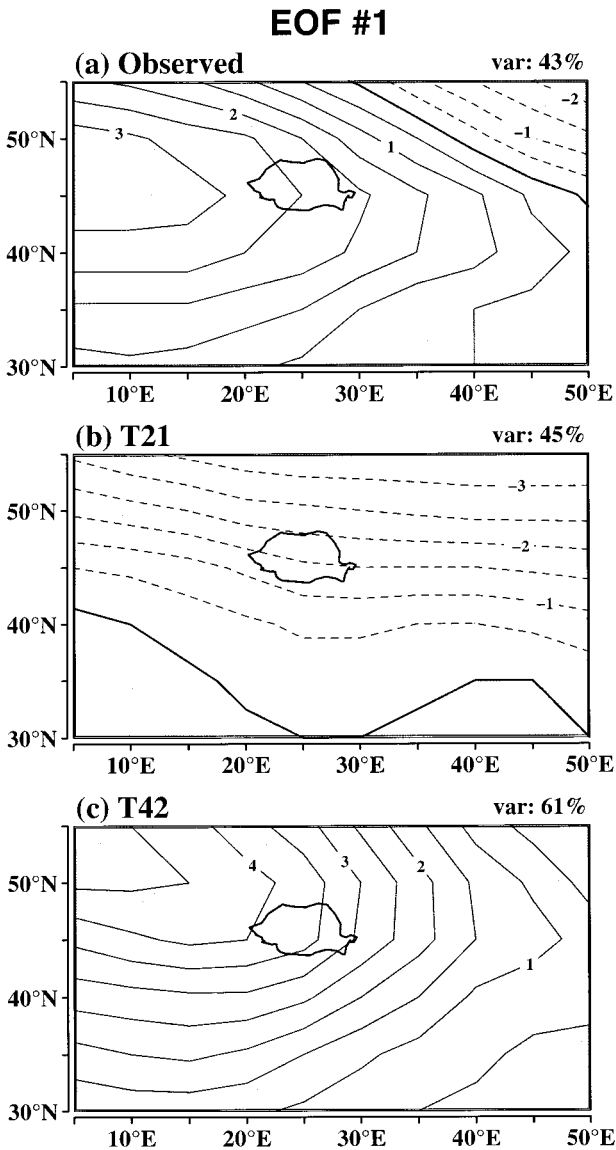 EOF #1
(a) Observed var: 43%
−2
2
50°N −1
3 1
40°N
30°N
10°E 20°E 30°E 40°E 50°E
(b) T21 var: 45%
−3
50°N
−2
−1
40°N
30°N
10°E 20°E 30°E 40°E 50°E
(c) T42 var: 61%
4 3 2
50°N
40°N
1
30°N
10°E 20°E 30°E 40°E 50°E